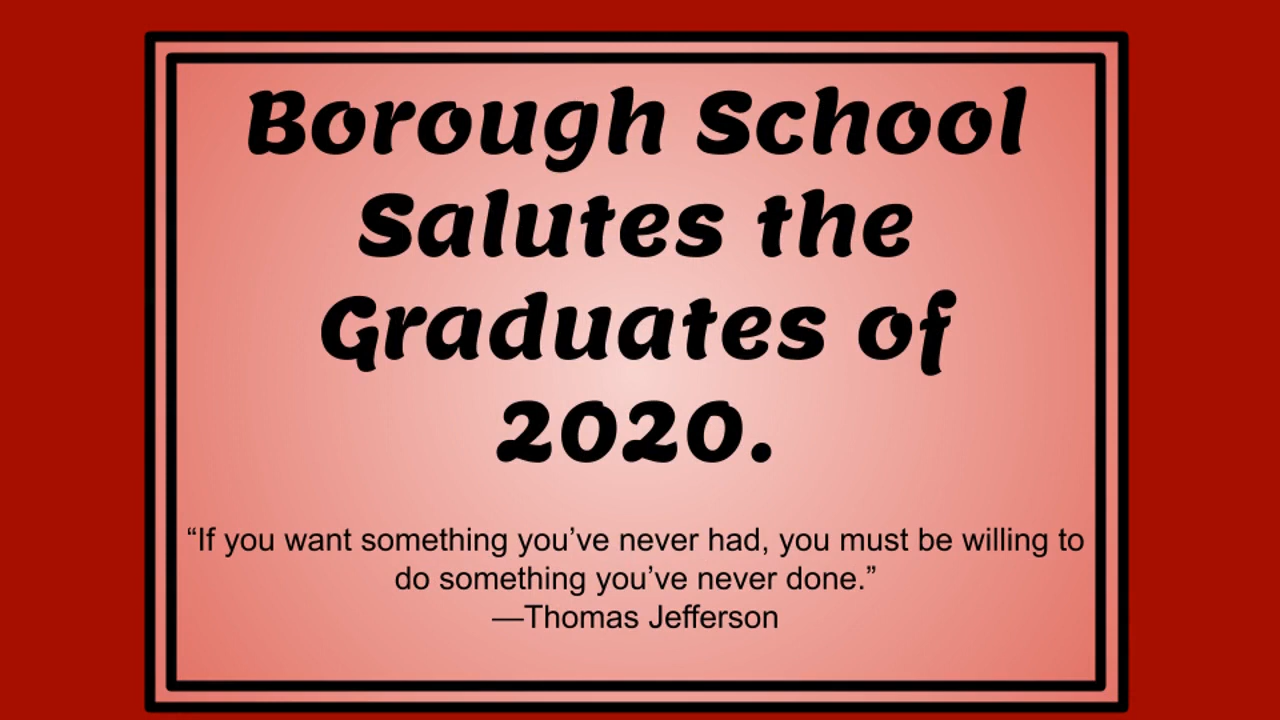 Borough School
Salutes the
Graduates of
2020.
“If you want something you’ve never had, you must be willing to
do something you’ve never done.”
—Thomas Jefferson